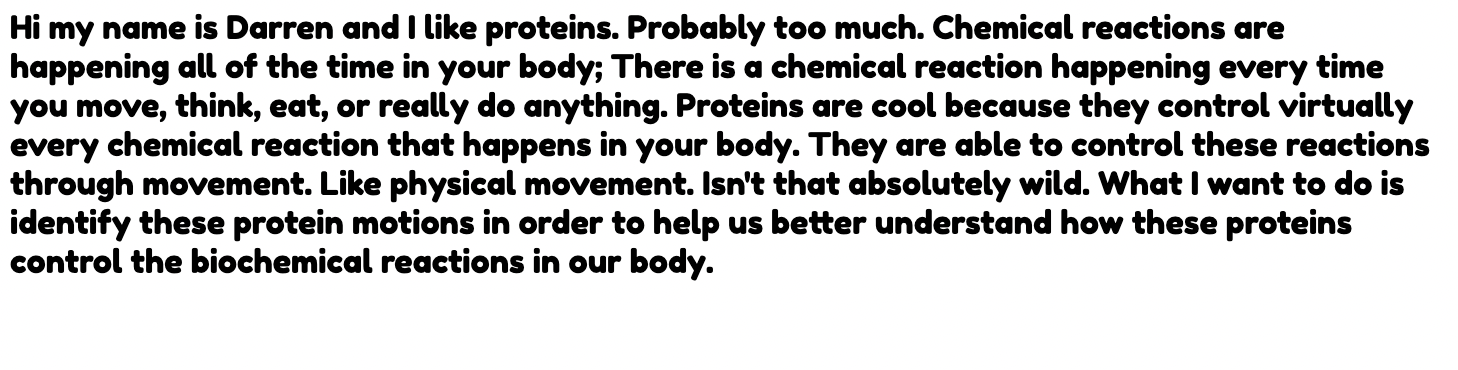 Hi my name is Darren and I like proteins. Probably too much. Chemical reactions are
happening all of the time in your body; There is a chemical reaction happening every time
you move, think, eat, or really do anything. Proteins are cool because they control virtually
every chemical reaction that happens in your body. They are able to control these reactions
through movement. Like physical movement. Isn't that absolutely wild. What I want to do is
identify these protein motions in order to help us better understand how these proteins
control the biochemical reactions in our body.